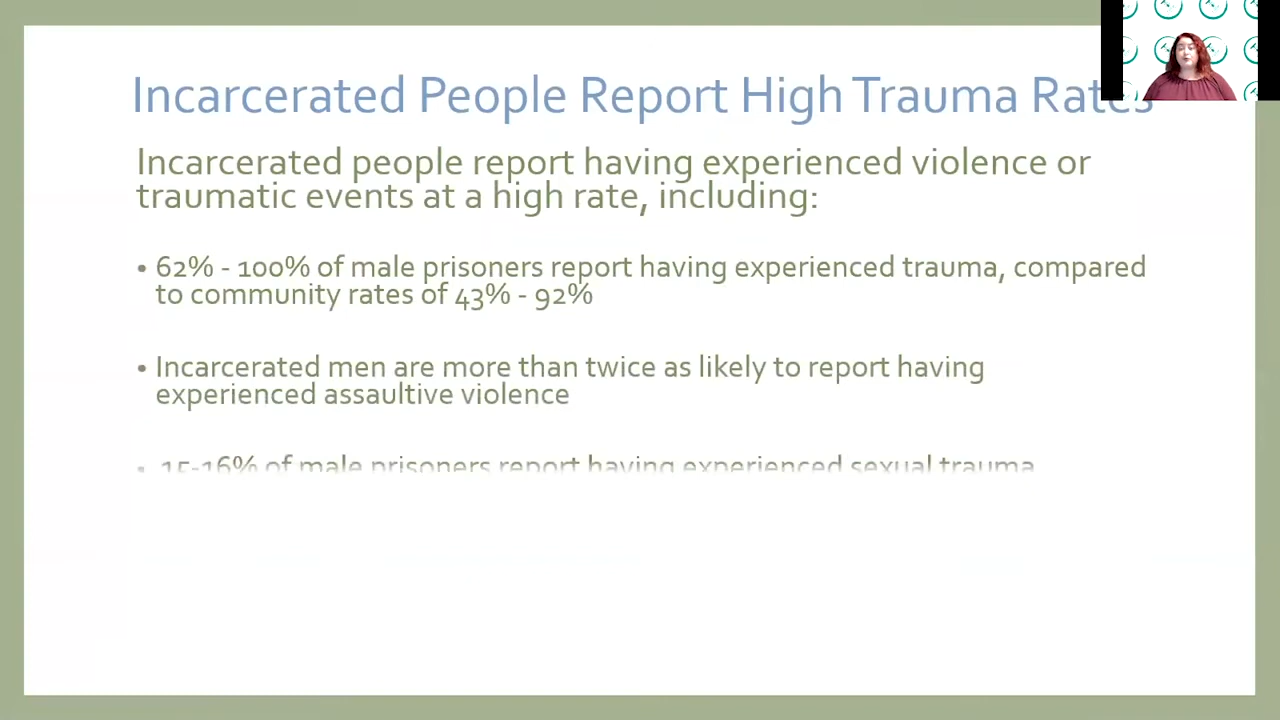 Incarcerated People Report High Trauma Rates
Incarcerated people report having experienced violence or
traumatic events at a high rate, including:
• 62% - 100% of male prisoners report having experienced trauma, compared
to community rates of 43% - 92%
• Incarcerated men are more than twice as likely to report having
experienced assaultive violence
• 15-16% of male prisoners report having experienced sexual trauma